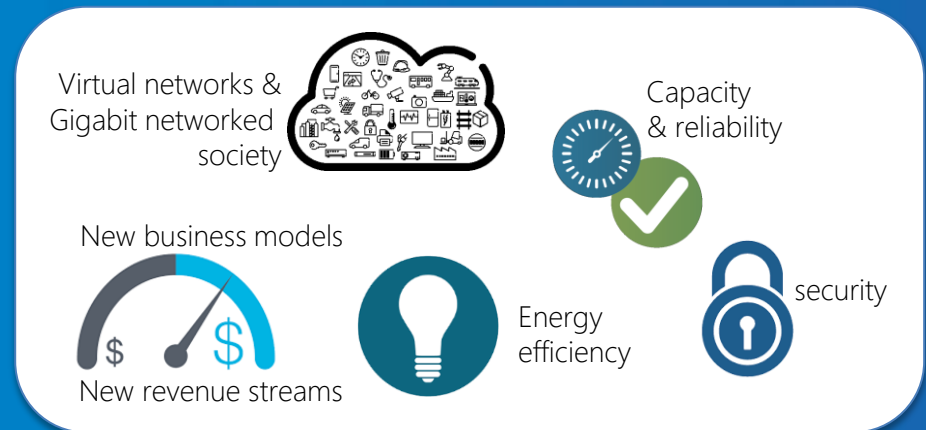 Virtual networks &
Gigabit networked
society
Capacity
& reliability
New business models
$
$
New revenue streams
Energy
efficiency
security